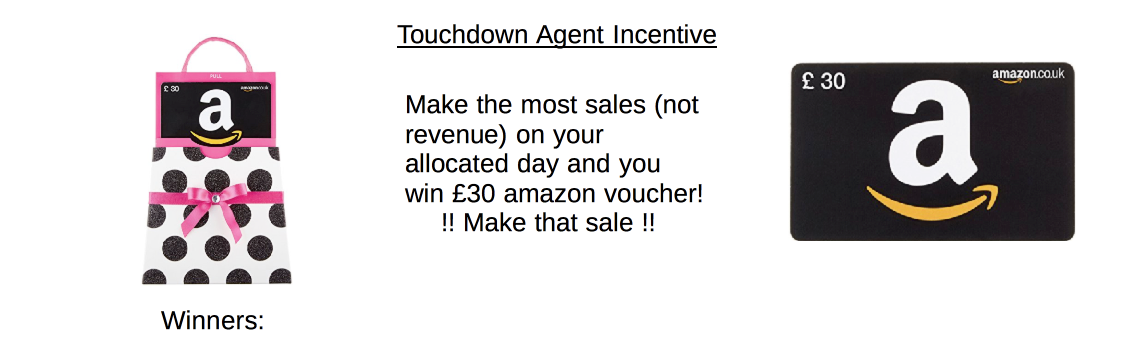 Touchdown Agent Incentive
PULL
£ 30
amazon.co.uk
a
£ 30
amazon.co.uk
a
Make the most sales (not
revenue) on your
allocated day and you
win £30 amazon voucher!
!! Make that sale !!
Winners: